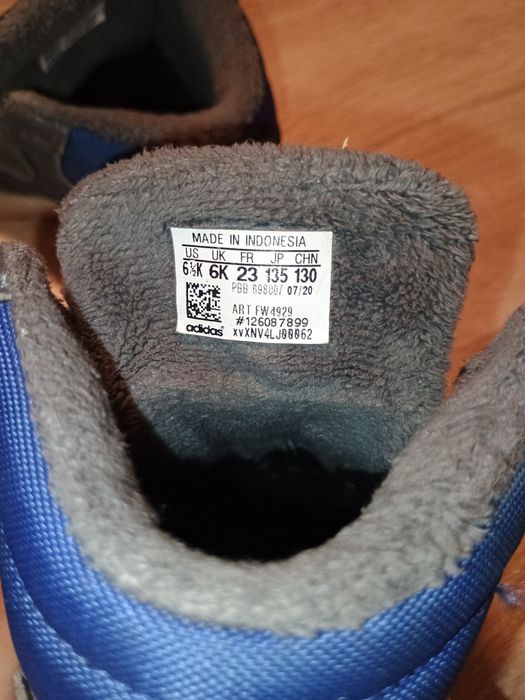 MADE IN INDONESIA
US UK FR JP CHN
6½K 6K 23 135 130
PBB 698007 07/20
ART FW4929
#126087899
adidas xvXNV4LJ00062